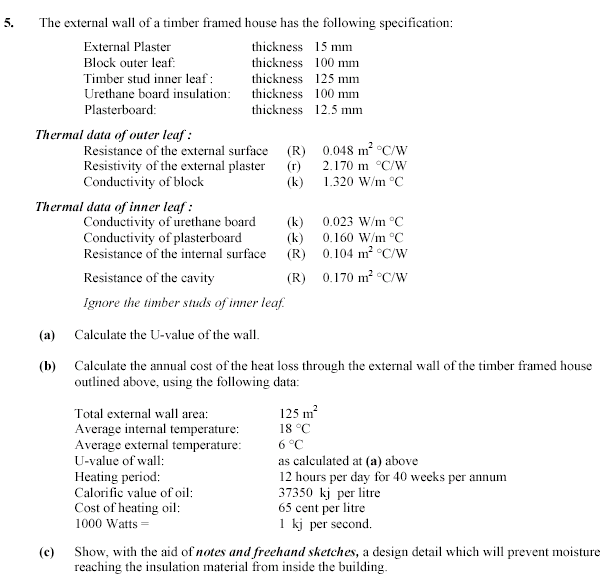 5. The external wall of a timber framed house has the following specification:
External Plaster thickness 15 mm
Block outer leaf: thickness 100 mm
Timber stud inner leaf : thickness 125 mm
Urethane board insulation: thickness 100 mm
Plasterboard: thickness 12.5 mm
Thermal data of outer leaf :
Resistance of the external surface (R) 0.048 m² °C/W
Resistivity of the external plaster (r) 2.170 m °C/W
Conductivity of block (k) 1.320 W/m °C
Thermal data of inner leaf :
Conductivity of urethane board (k) 0.023 W/m °C
Conductivity of plasterboard (k) 0.160 W/m °C
Resistance of the internal surface (R) 0.104 m² °C/W
Resistance of the cavity (R) 0.170 m² °C/W
Ignore the timber studs of inner leaf.
(a) Calculate the U-value of the wall.
(b) Calculate the annual cost of the heat loss through the external wall of the timber framed house
outlined above, using the following data:
Total external wall area: 125 m²
Average internal temperature: 18 °C
Average external temperature: 6 °C
U-value of wall: as calculated at (a) above
Heating period: 12 hours per day for 40 weeks per annum
Calorific value of oil: 37350 kj per litre
Cost of heating oil: 65 cent per litre
1000 Watts = 1 kj per second.
(c) Show, with the aid of notes and freehand sketches, a design detail which will prevent moisture
reaching the insulation material from inside the building.